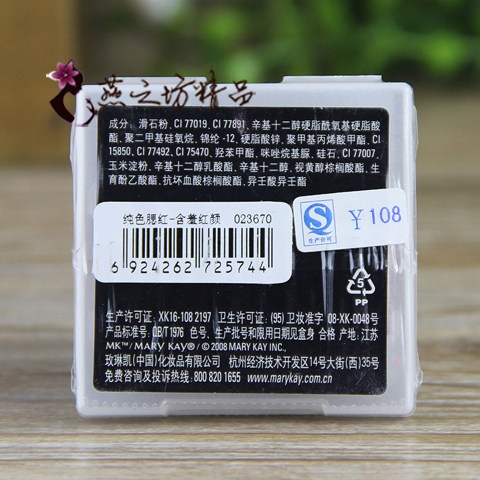 燕之坊精品
成分: 滑石粉, CI 77019, CI 77891, 辛基十二醇硬脂酰氧基硬脂酸
酯, 聚二甲基硅氧烷, 锦纶-12, 硬脂酸锌, 聚甲基丙烯酸甲酯, CI
15850, CI 77492, CI 75470, 羟苯甲酯, 咪唑烷基脲, 硅石, CI 77007,
玉米淀粉, 辛基十二醇乳酸酯, 辛基十二醇, 视黄醇棕榈酸酯, 生
育酚乙酸酯, 抗坏血酸棕榈酸酯, 异壬酸异壬酯
纯色腮红-含羞红颜 023670
6 924262 725744
QS
生产许可
￥108
5
PP
生产许可证: XK16-108 2197 卫生许可证: (95) 卫妆准字 08-XK-0048号
产品标准号: QB/T 1976 色号、生产批号和限用日期见盒身 合格 产地: 江苏
MK™/MARY KAY® © 2008 MARY KAY INC.,
玫琳凯(中国)化妆品有限公司 杭州经济技术开发区14号大街(西)35号
免费咨询及投诉热线: 800 820 1655 www.marykay.com.cn